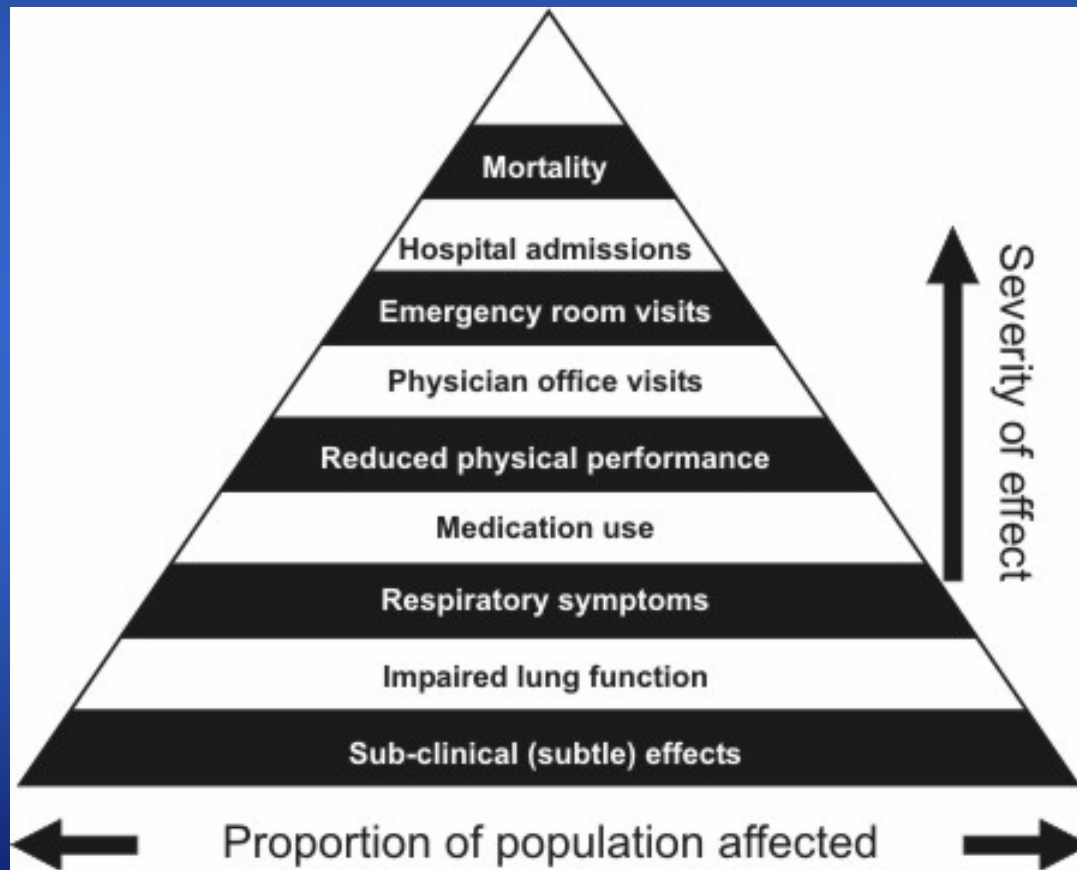 Mortality
Hospital admissions
Emergency room visits
Physician office visits
Reduced physical performance
Medication use
Respiratory symptoms
Impaired lung function
Sub-clinical (subtle) effects
Severity of effect
Proportion of population affected